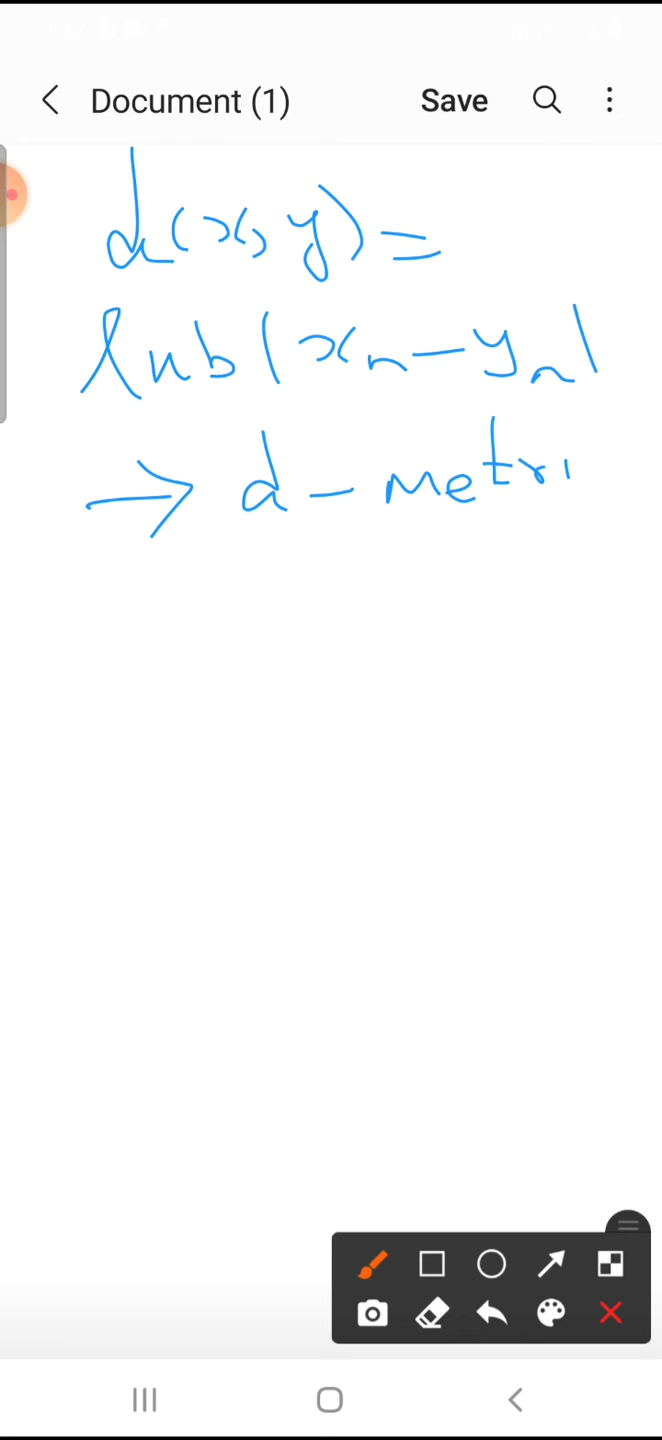 Document (1) Save
d(x, y) =
lub |xn - yn|
→ d - metri